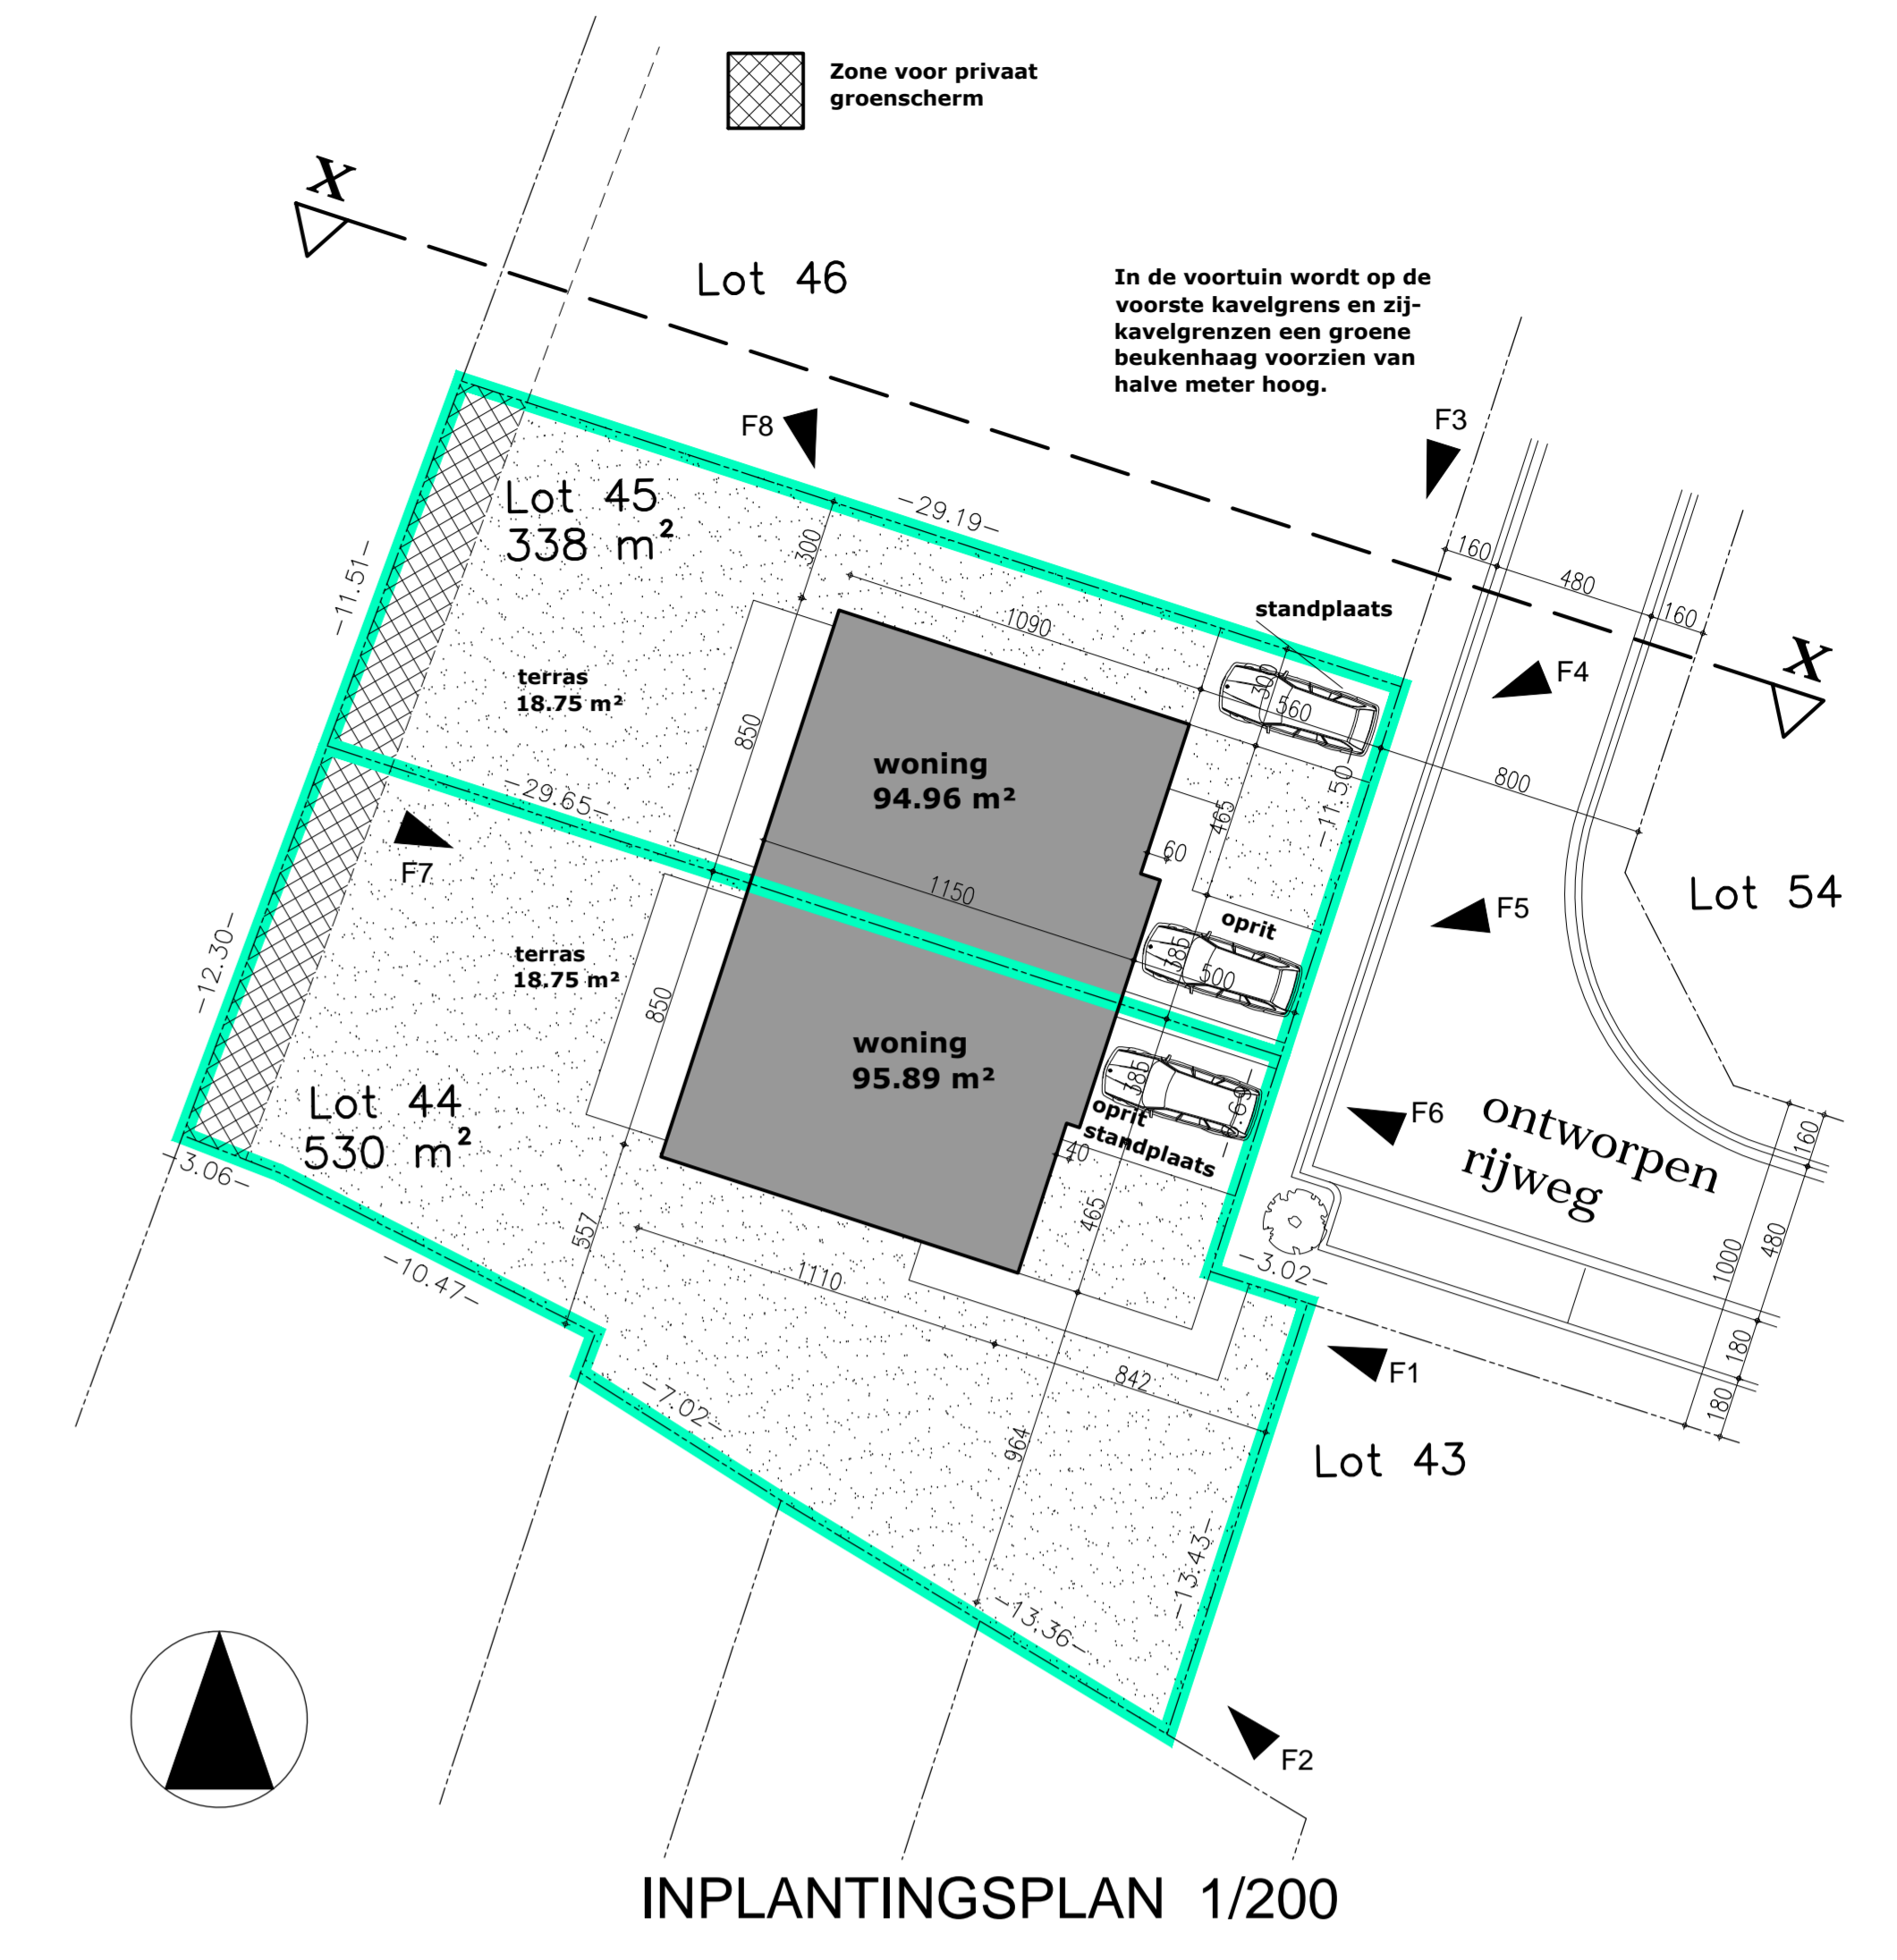 Zone voor privaat
groenscherm
X
Lot 46
In de voortuin wordt op de
voorste kavelgrens en zij-
kavelgrenzen een groene
beukenhaag voorzien van
halve meter hoog.
F8
F3
Lot 45
338 m²
-29.19-
300
160
480
160
-11.51-
1090
standplaats
X
F4
terras
18.75 m²
300
560
850
woning
94.96 m²
-11.50-
800
-29.65-
465
F7
60
1150
Lot 54
F5
oprit
-12.30-
terras
18.75 m²
385
500
850
woning
95.89 m²
385
Lot 44
530 m²
oprit
standplaats
F6
ontworpen
rijweg
160
-3.06-
40
465
557
480
1000
-10.47-
1110
-3.02-
180
F1
842
180
-7.02-
964
Lot 43
-13.43-
-13.36-
F2
INPLANTINGSPLAN 1/200